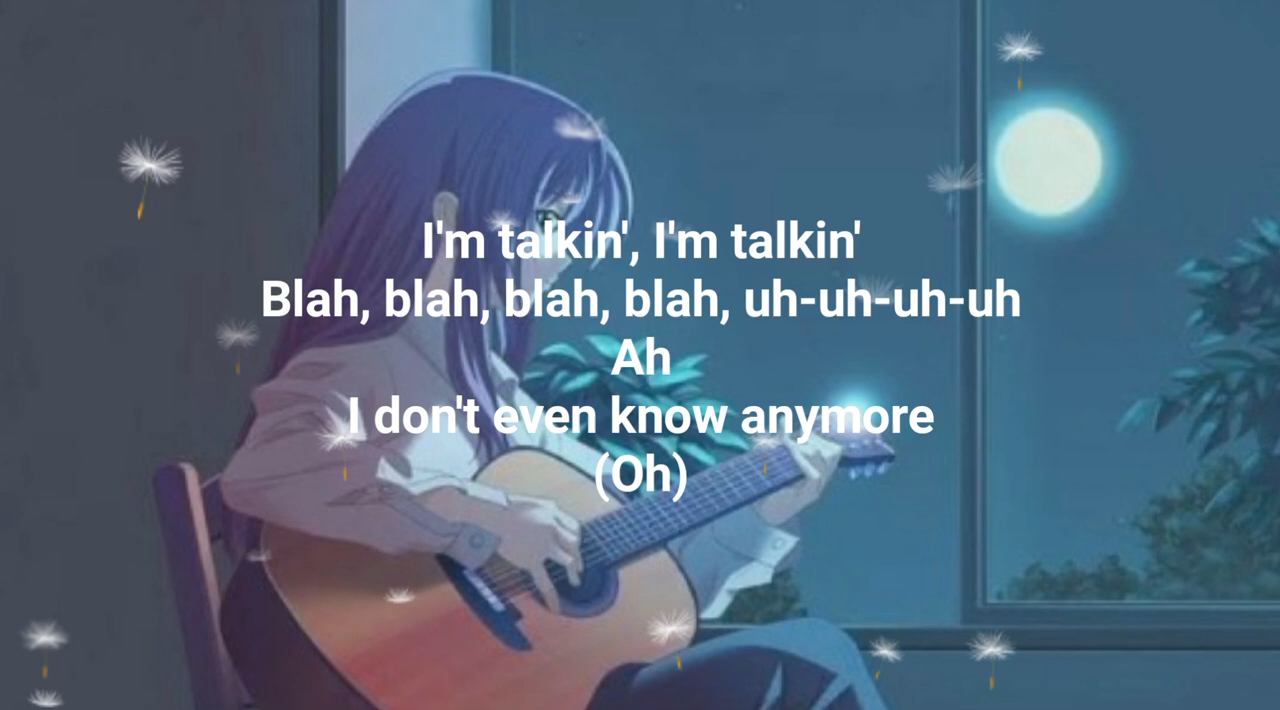 I'm talkin', I'm talkin'
Blah, blah, blah, blah, uh-uh-uh-uh
Ah
I don't even know anymore
(Oh)